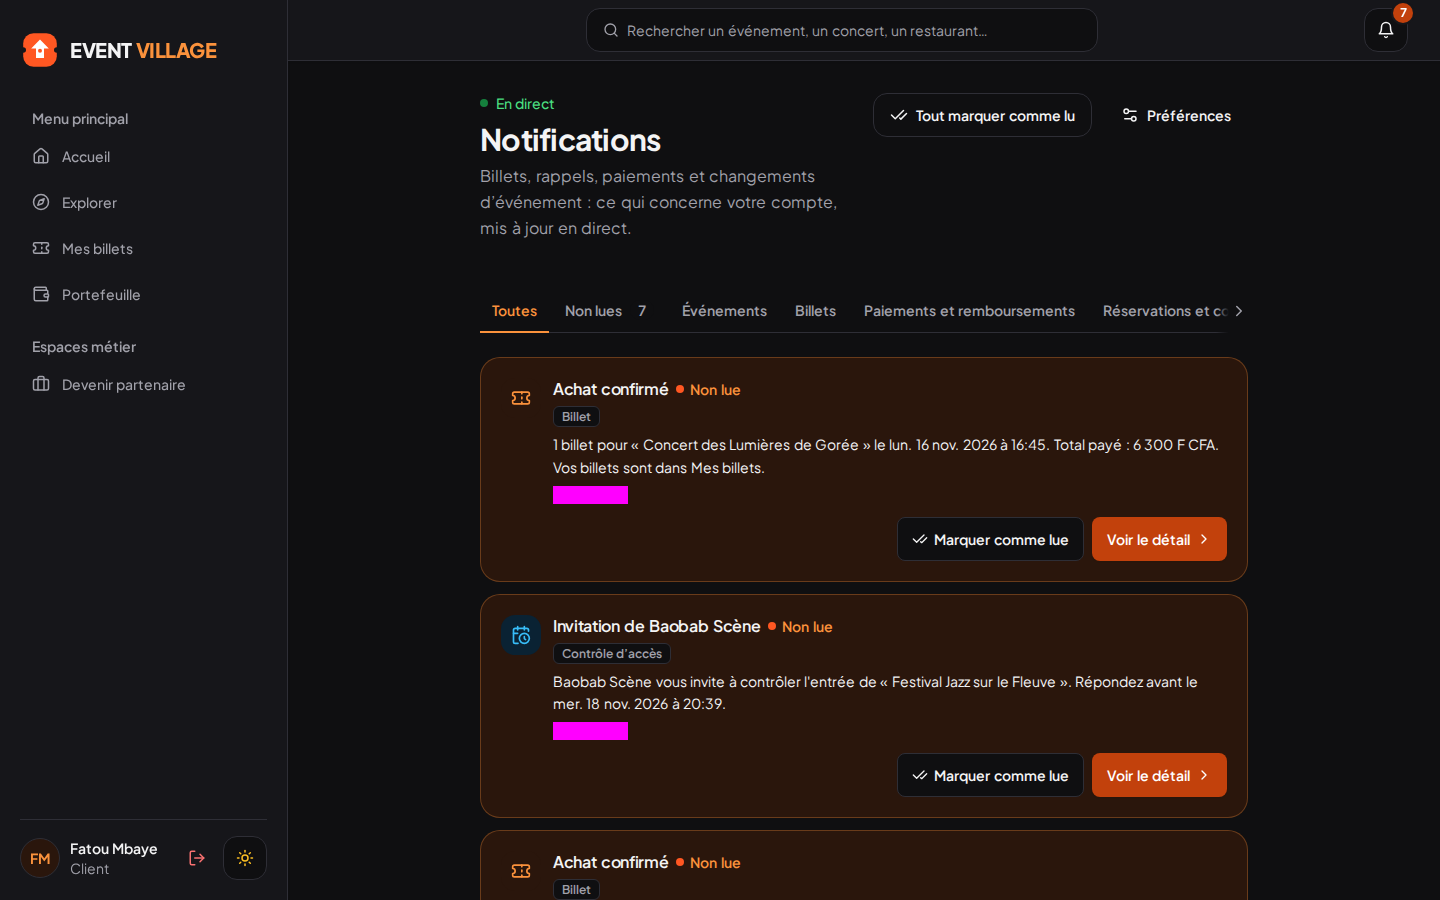 EVENT VILLAGE
Rechercher un événement, un concert, un restaurant...
7
Menu principal
Accueil
Explorer
Mes billets
Portefeuille
Espaces métier
Devenir partenaire
FM
Fatou Mbaye
Client
En direct
Notifications
Billets, rappels, paiements et changements
d’événement : ce qui concerne votre compte,
mis à jour en direct.
Tout marquer comme lu
Préférences
Toutes
Non lues 7
Événements
Billets
Paiements et remboursements
Réservations et
Achat confirmé
Non lue
Billet
1 billet pour « Concert des Lumières de Gorée » le lun. 16 nov. 2026 à 16:45. Total payé : 6 300 F CFA.
Vos billets sont dans Mes billets.
Marquer comme lue
Voir le détail
Invitation de Baobab Scène
Non lue
Contrôle d’accès
Baobab Scène vous invite à contrôler l'entrée de « Festival Jazz sur le Fleuve ». Répondez avant le
mer. 18 nov. 2026 à 20:39.
Marquer comme lue
Voir le détail
Achat confirmé
Non lue
Billet